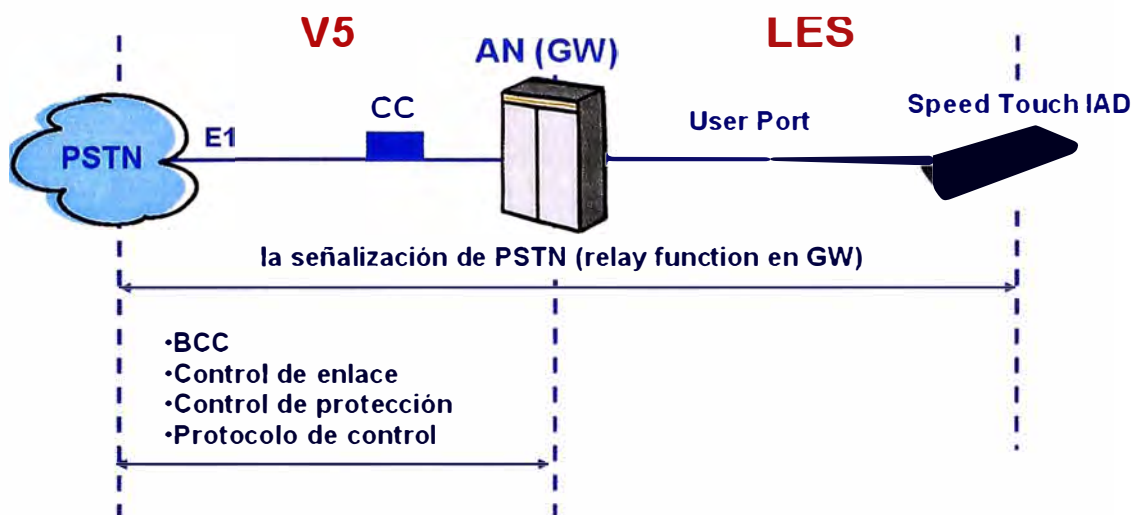 V5
LES
AN (GW)
CC
Speed Touch IAD
E1
User Port
PSTN
la señalización de PSTN (relay function en GW)
•BCC
•Control de enlace
•Control de protección
•Protocolo de control